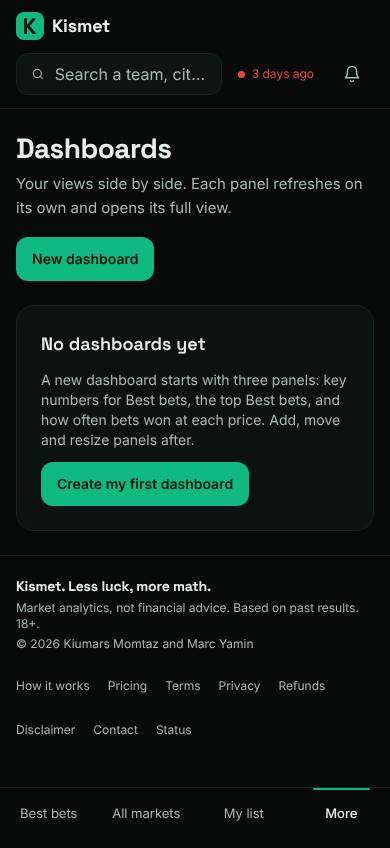 K Kismet
Search a team, cit...
3 days ago
Dashboards
Your views side by side. Each panel refreshes on
its own and opens its full view.
New dashboard
No dashboards yet
A new dashboard starts with three panels: key
numbers for Best bets, the top Best bets, and
how often bets won at each price. Add, move
and resize panels after.
Create my first dashboard
Kismet. Less luck, more math.
Market analytics, not financial advice. Based on past results.
18+.
© 2026 Kiumars Momtaz and Marc Yamin
How it works Pricing Terms Privacy Refunds
Disclaimer Contact Status
Best bets All markets My list More